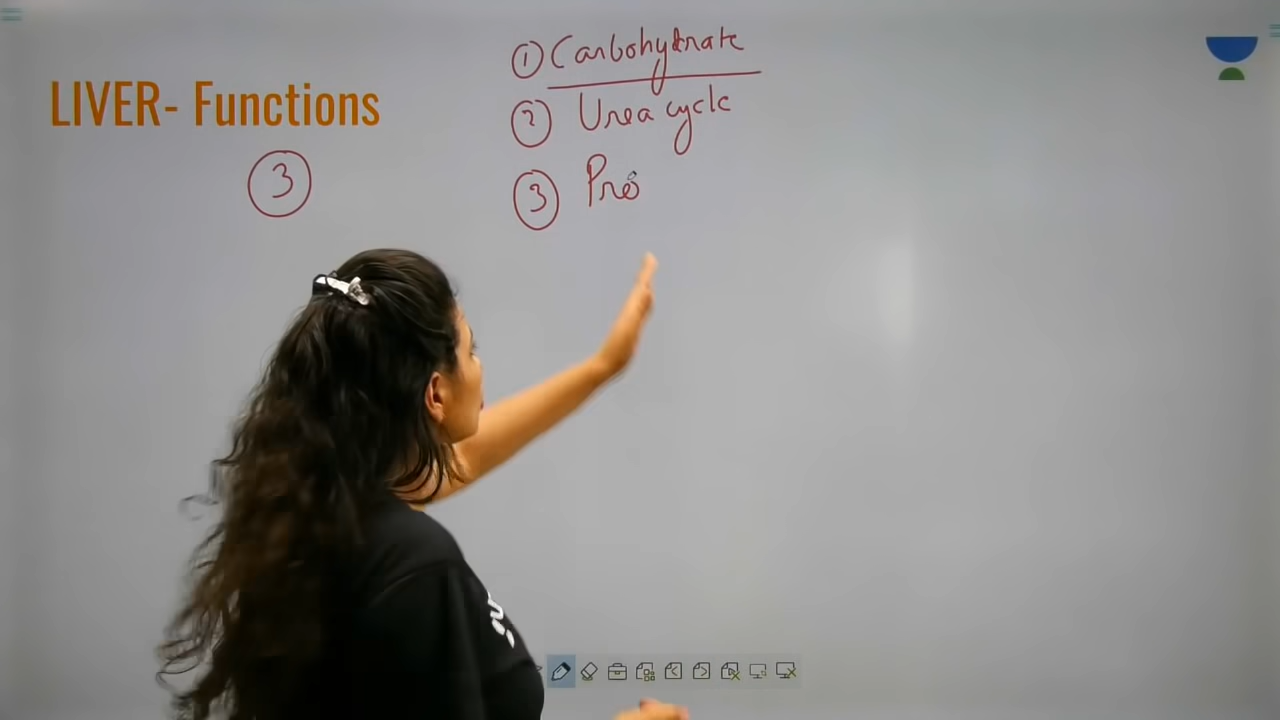 LIVER- Functions
3
① Carbohydrate
② Urea cycle
③ Pro